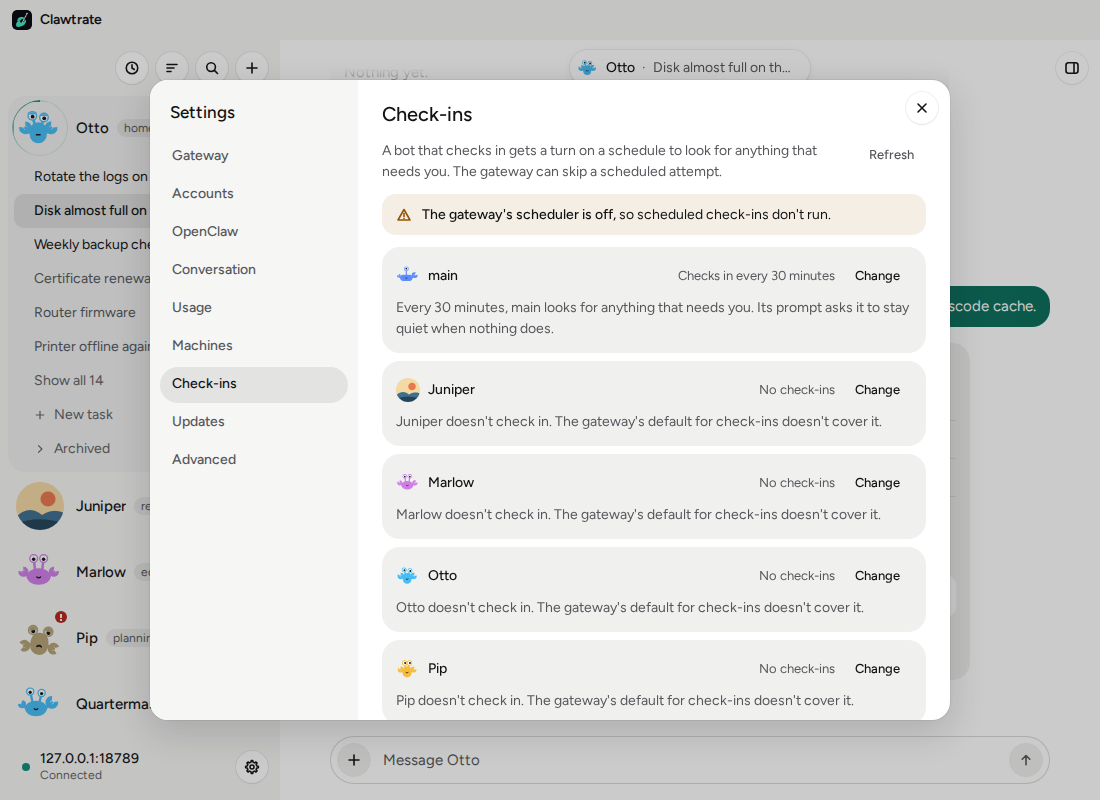 Clawtrate
Nothing yet.
Otto · Disk almost full on th...
Otto
Rotate the logs on
Disk almost full on
Weekly backup che
Certificate renewa
Router firmware
Printer offline again
Show all 14
+ New task
Archived
Juniper
Marlow
Pip
plannin
Quarterma
127.0.0.1:18789
Connected
Settings
Gateway
Accounts
OpenClaw
Conversation
Usage
Machines
Check-ins
Updates
Advanced
Check-ins
A bot that checks in gets a turn on a schedule to look for anything that
needs you. The gateway can skip a scheduled attempt.
Refresh
The gateway's scheduler is off, so scheduled check-ins don't run.
main
Checks in every 30 minutes
Change
Every 30 minutes, main looks for anything that needs you. Its prompt asks it to stay
quiet when nothing does.
Juniper
No check-ins
Change
Juniper doesn't check in. The gateway's default for check-ins doesn't cover it.
Marlow
No check-ins
Change
Marlow doesn't check in. The gateway's default for check-ins doesn't cover it.
Otto
No check-ins
Change
Otto doesn't check in. The gateway's default for check-ins doesn't cover it.
Pip
No check-ins
Change
Pip doesn't check in. The gateway's default for check-ins doesn't cover it.
scode cache.
Message Otto